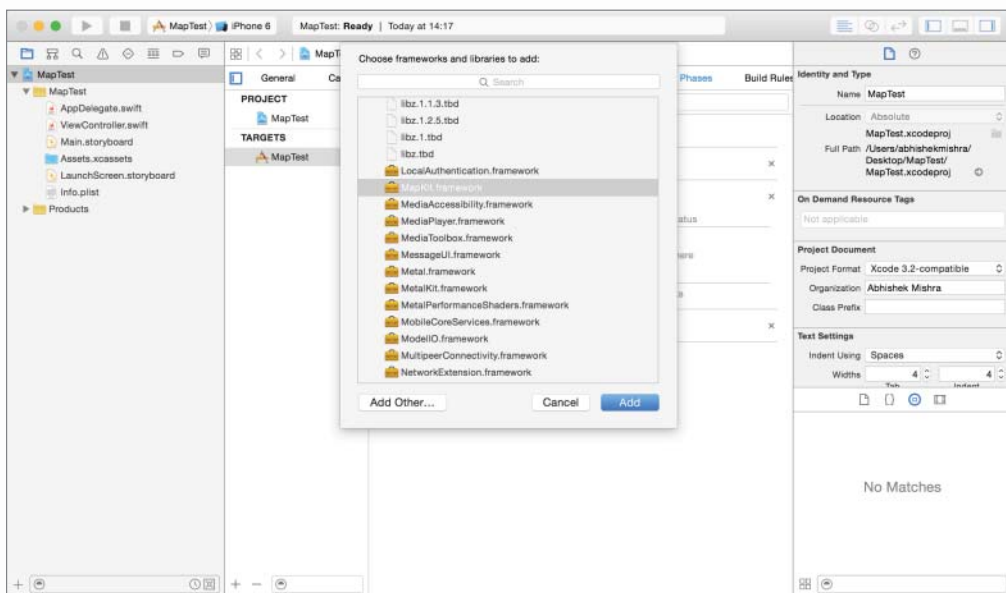 MapTest
iPhone 6
MapTest: Ready | Today at 14:17
MapTest
MapTest
AppDelegate.swift
ViewController.swift
Main.storyboard
Assets.xcassets
LaunchScreen.storyboard
Info.plist
Products
General
PROJECT
MapTest
TARGETS
MapTest
Choose frameworks and libraries to add:
Search
libz.1.1.3.tbd
libz.1.2.5.tbd
libz.1.tbd
libz.tbd
LocalAuthentication.framework
MapKit.framework
MediaAccessibility.framework
MediaPlayer.framework
MediaToolbox.framework
MessageUI.framework
Metal.framework
MetalKit.framework
MetalPerformanceShaders.framework
MobileCoreServices.framework
ModelIO.framework
MultipeerConnectivity.framework
NetworkExtension.framework
Add Other...
Cancel
Add
Phases
Build Rules
Identity and Type
Name MapTest
Location Absolute
MapTest.xcodeproj
Full Path /Users/abhishekmishra/
Desktop/MapTest/
MapTest.xcodeproj
On Demand Resource Tags
Not applicable
Project Document
Project Format Xcode 3.2-compatible
Organization Abhishek Mishra
Class Prefix
Text Settings
Indent Using Spaces
Widths 4 4
Tab Indent
No Matches